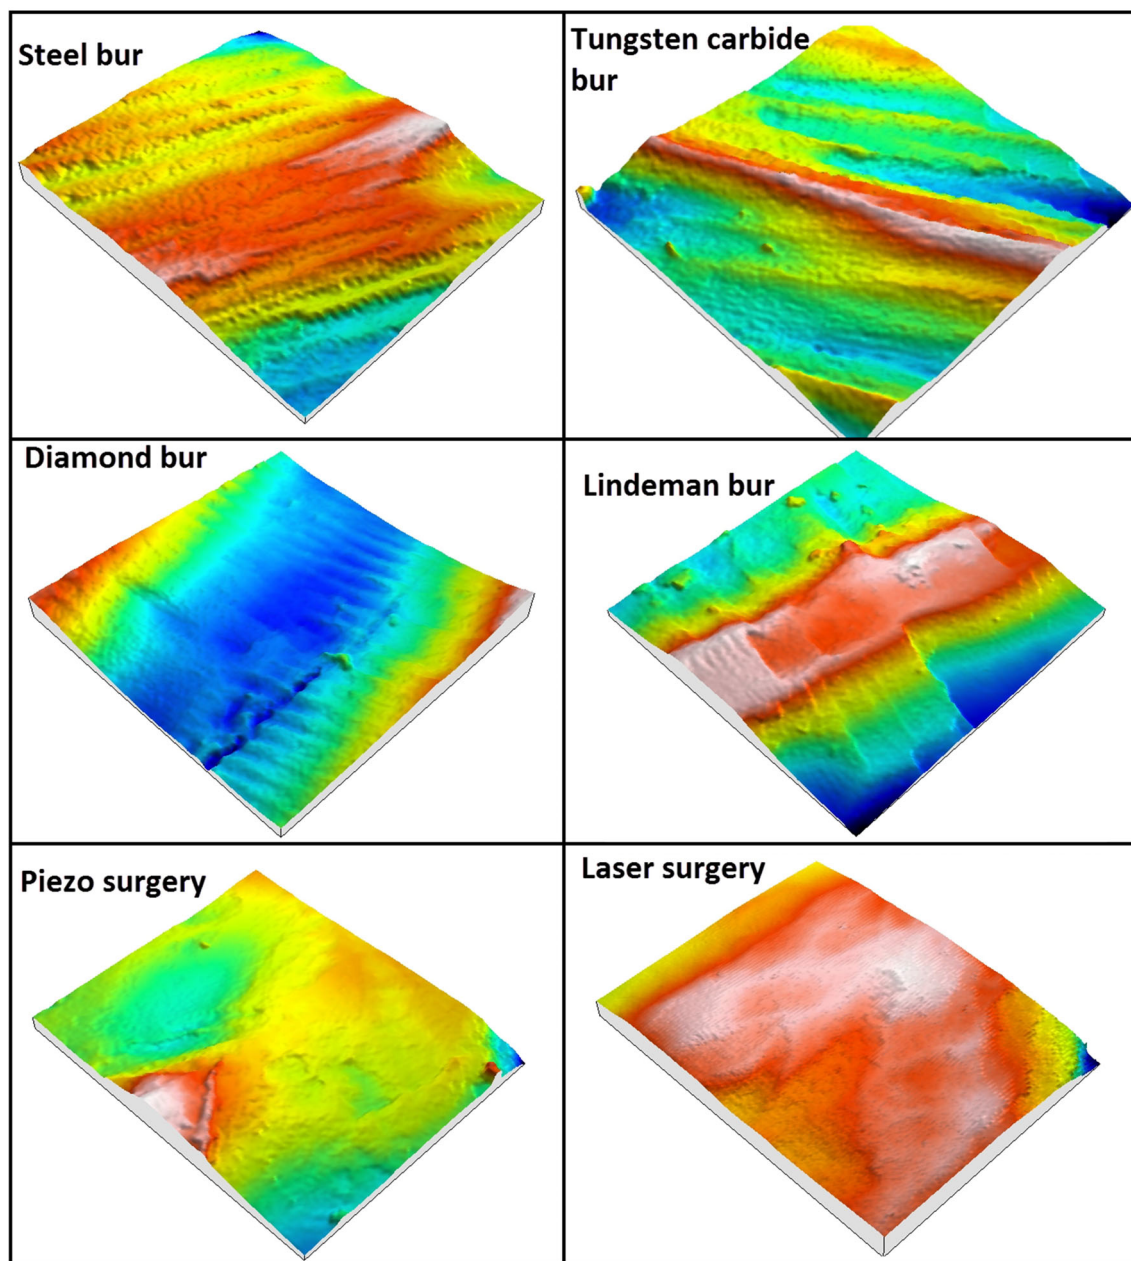 Steel bur
Tungsten carbide
bur
Diamond bur
Lindeman bur
Piezo surgery
Laser surgery